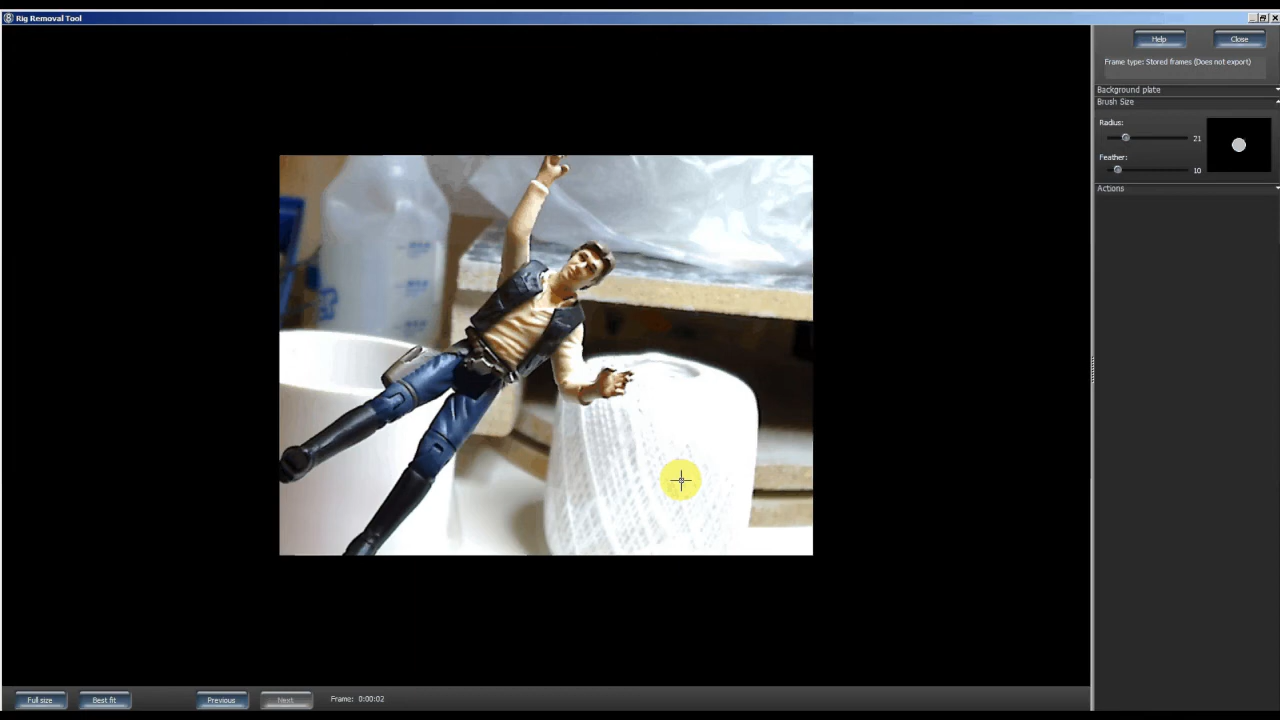 Rig Removal Tool
Help
Close
Frame type: Stored frames (Does not export)
Background plate
Brush Size
Radius:
21
Feather:
10
Actions
Full size
Best fit
Previous
Next
Frame: 0:00:02